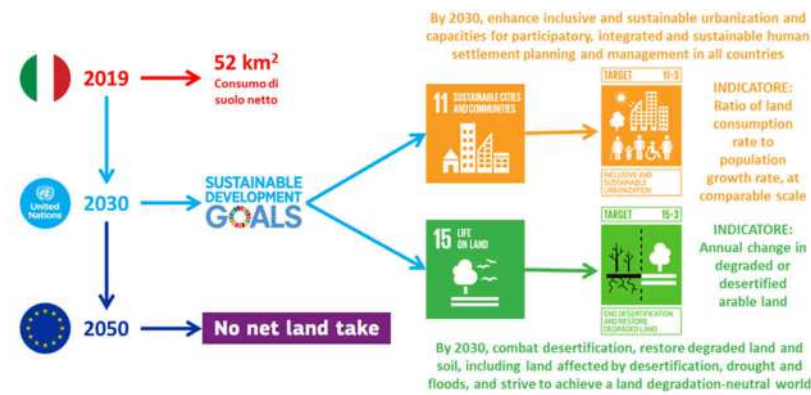 By 2030, enhance inclusive and sustainable urbanization and
capacities for participatory, integrated and sustainable human
settlement planning and management in all countries
2019
52 km²
Consumo di
suolo netto
11 SUSTAINABLE CITIES
AND COMMUNITIES
TARGET 11·3
INCLUSIVE AND
SUSTAINABLE
URBANIZATION
INDICATORE:
Ratio of land
consumption
rate to
population
growth rate, at
comparable scale
United
Nations
2030
SUSTAINABLE
DEVELOPMENT
GOALS
15 LIFE
ON LAND
TARGET 15·3
END DESERTIFICATION
AND RESTORE
DEGRADED LAND
INDICATORE:
Annual change in
degraded or
desertified
arable land
2050
No net land take
By 2030, combat desertification, restore degraded land and
soil, including land affected by desertification, drought and
floods, and strive to achieve a land degradation-neutral world